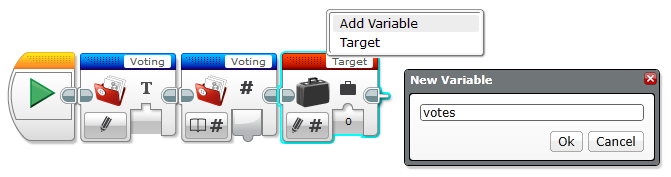 Add Variable
Target
Voting
Voting
Target
T
#
#
#
0
New Variable
votes
Ok
Cancel